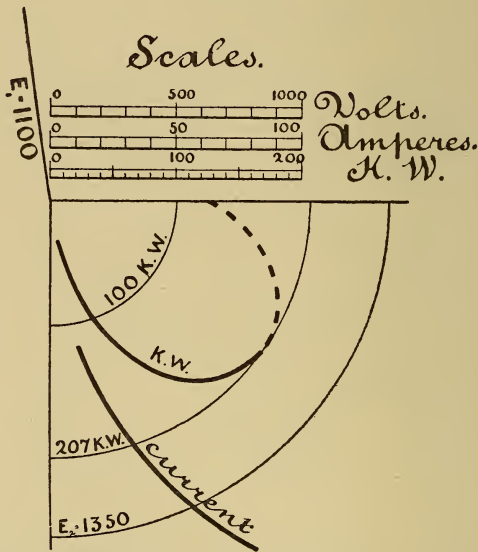 Scales.
E,-1100
0 500 1000 Volts.
0 50 100 Amperes.
0 100 200 K. W.
100 K.W.
K.W.
207 K.W.
current
E₂-1350